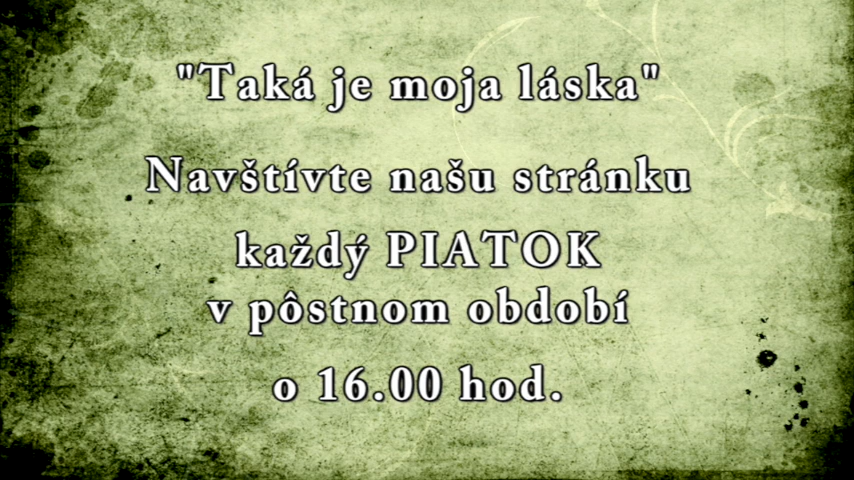 "Taká je moja láska"
Navštívte našu stránku
každý PIATOK
v pôstnom období
o 16.00 hod.